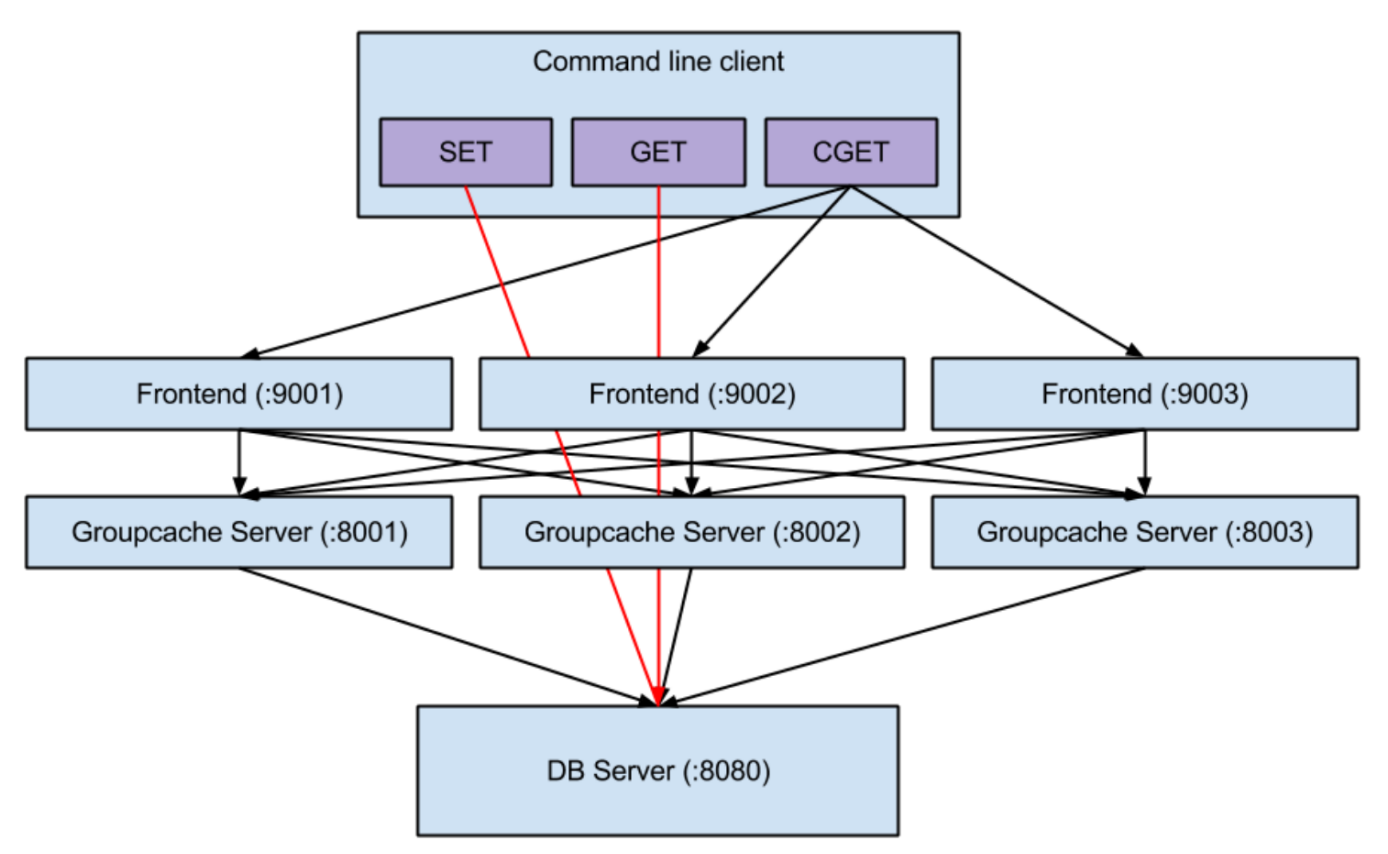 Command line client
SET
GET
CGET
Frontend (:9001)
Frontend (:9002)
Frontend (:9003)
Groupcache Server (:8001)
Groupcache Server (:8002)
Groupcache Server (:8003)
DB Server (:8080)